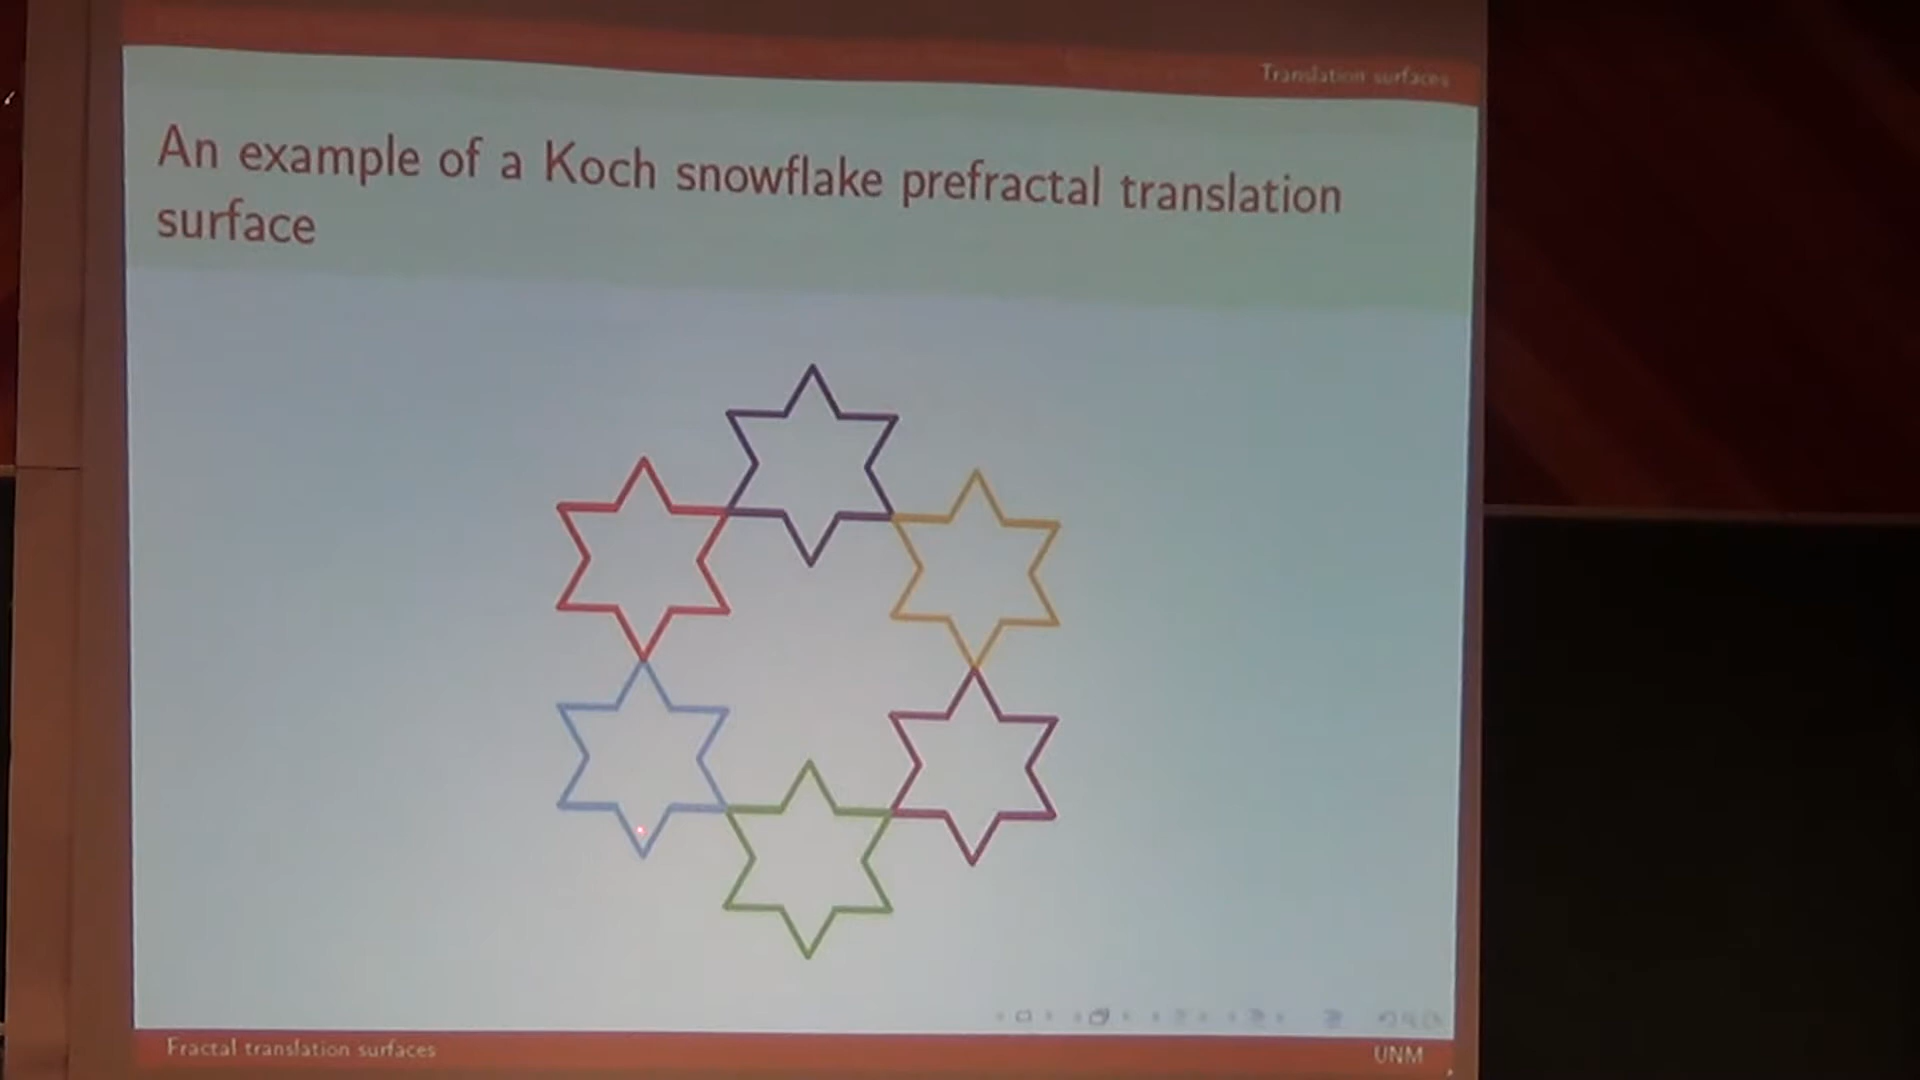 Translation surfaces
An example of a Koch snowflake prefractal translation
surface
Fractal translation surfaces
UNM